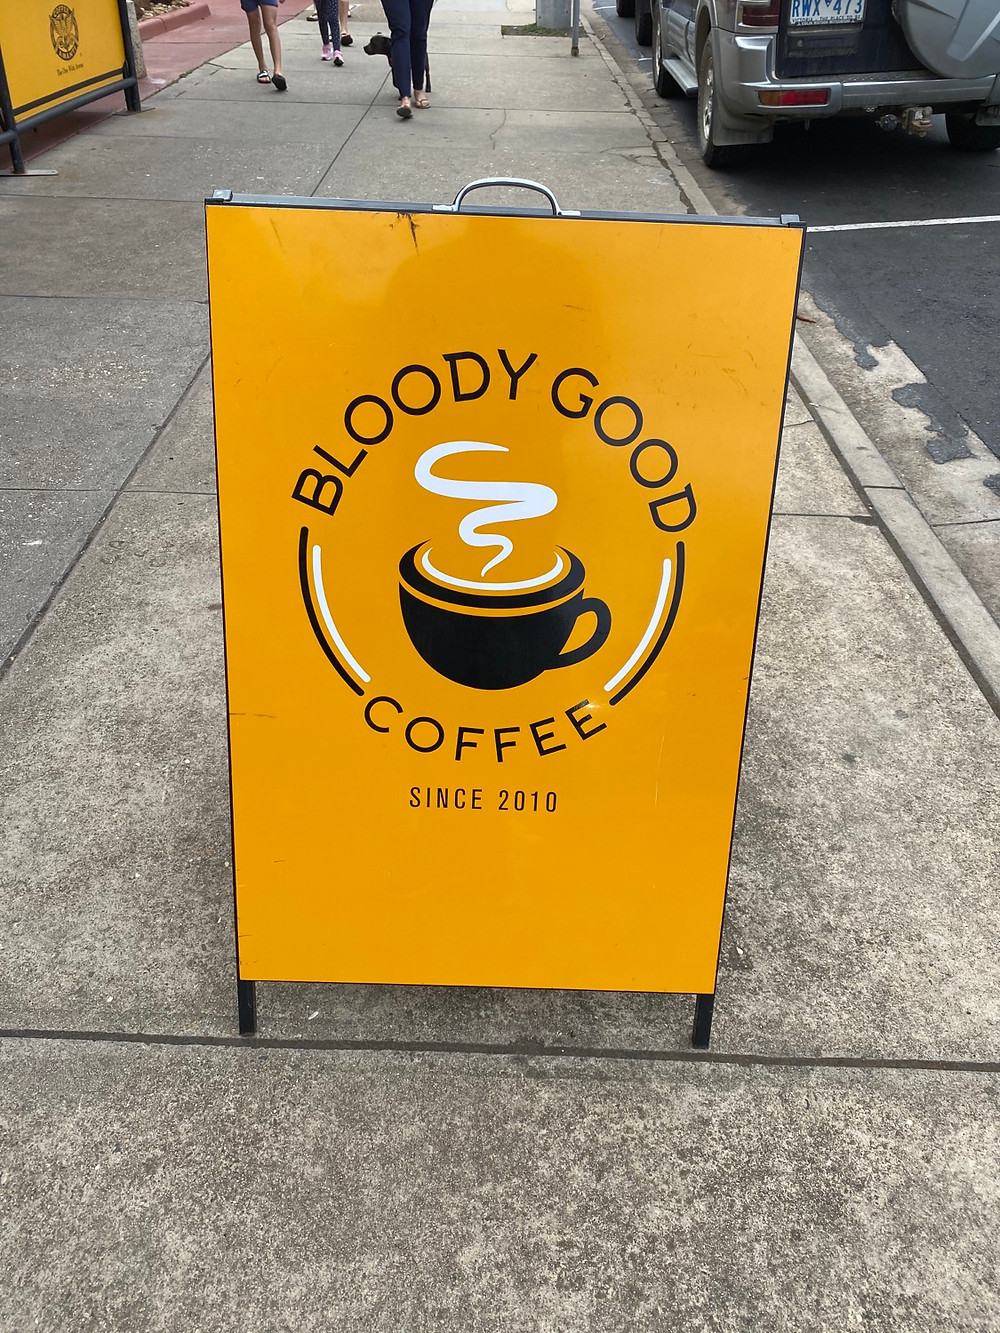 RWX·473
BLOODY GOOD
COFFEE
SINCE 2010